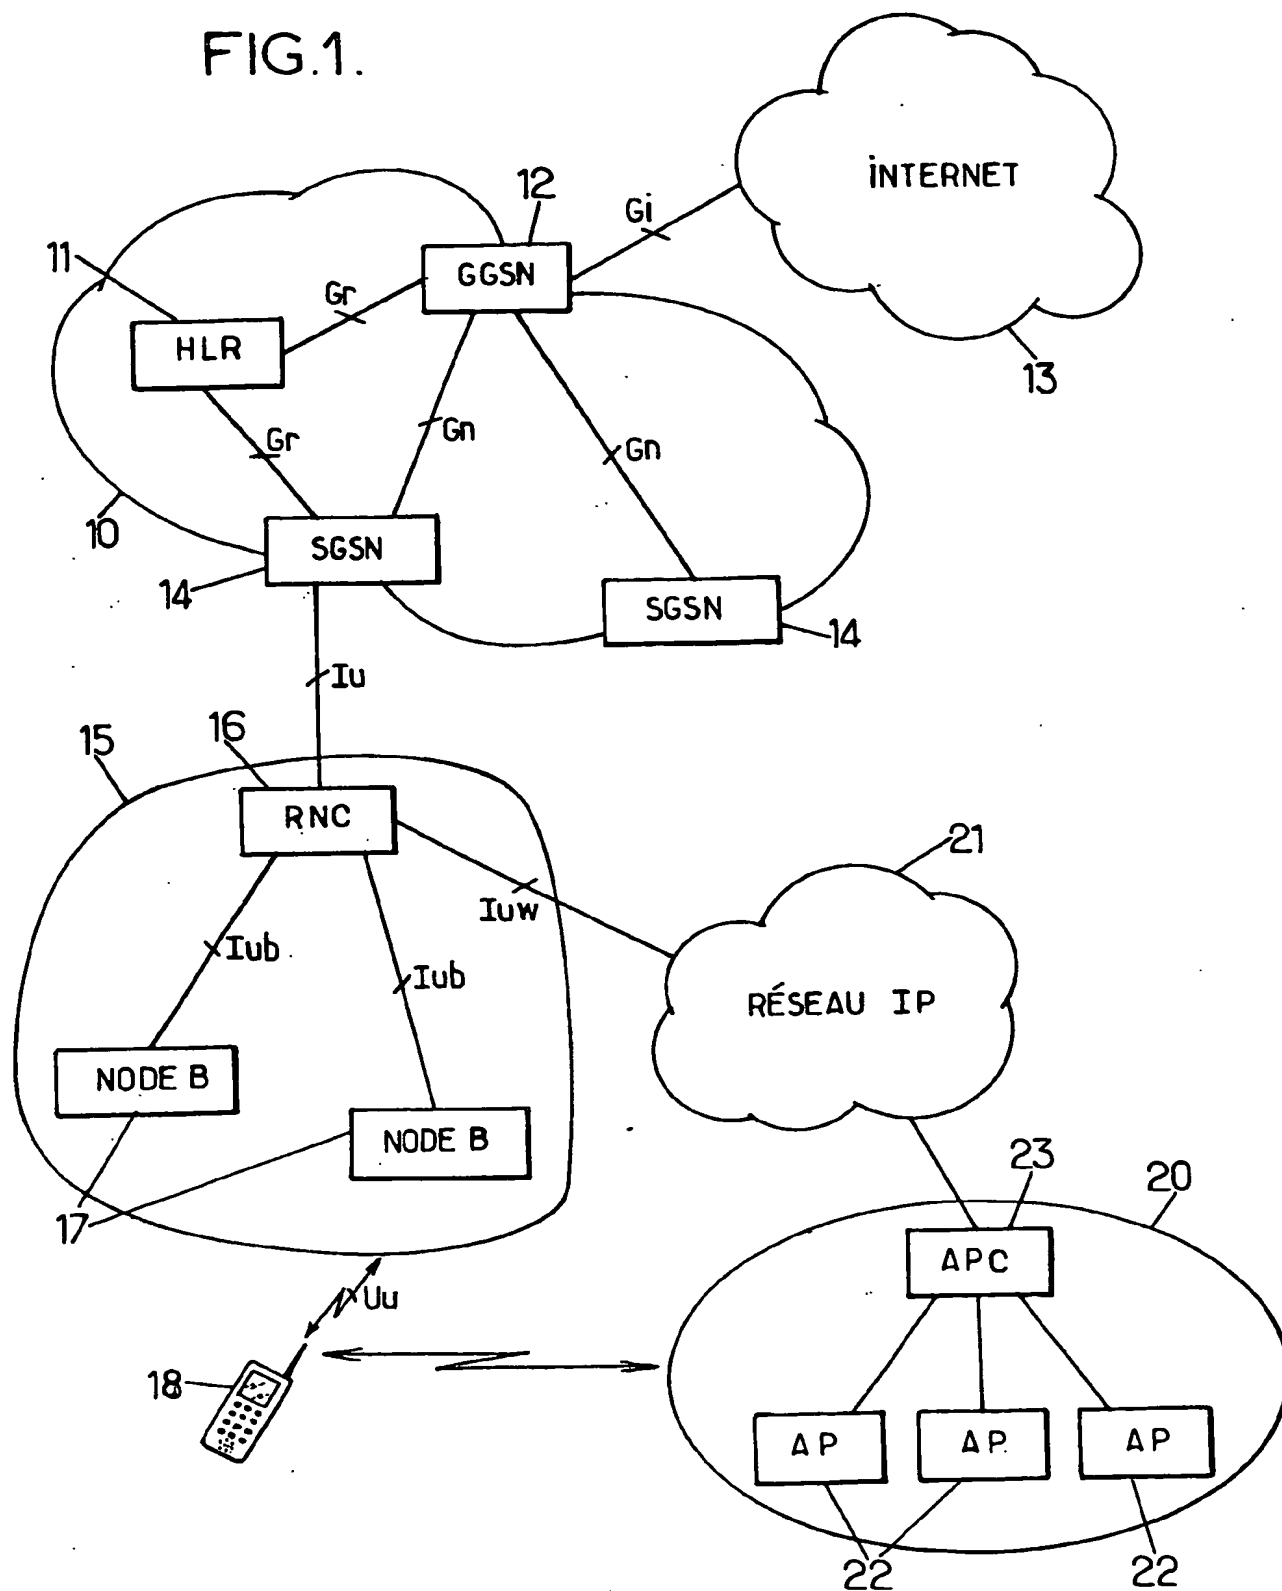 FIG.1.
INTERNET
12
Gi
11
GGSN
Gr
HLR
13
Gr
Gn
Gn
10
SGSN
14
SGSN
14
Iu
16
15
RNC
21
Iuw
Iub
Iub
RÉSEAU IP
NODE B
NODE B
23
20
17
APC
Uu
18
AP
AP
AP
22
22